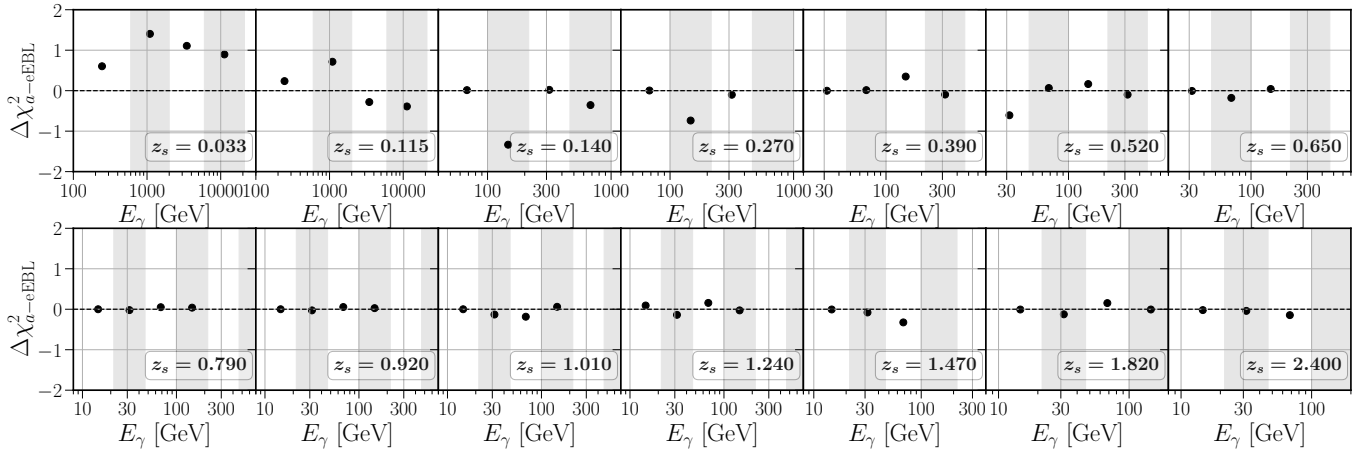 2
1
0
−1
−2
Δχ²ₐ₋ₑEBL
z_s = 0.033
z_s = 0.115
z_s = 0.140
z_s = 0.270
z_s = 0.390
z_s = 0.520
z_s = 0.650
100 1000 10000
100 1000 10000
100 300 1000
100 300 1000
30 100 300
30 100 300
30 100 300
E_γ [GeV]
E_γ [GeV]
E_γ [GeV]
E_γ [GeV]
E_γ [GeV]
E_γ [GeV]
E_γ [GeV]
2
1
0
−1
−2
Δχ²ₐ₋ₑEBL
z_s = 0.790
z_s = 0.920
z_s = 1.010
z_s = 1.240
z_s = 1.470
z_s = 1.820
z_s = 2.400
10 30 100 300
10 30 100 300
10 30 100 300
10 30 100 300
10 30 100 300
10 30 100
10 30 100
E_γ [GeV]
E_γ [GeV]
E_γ [GeV]
E_γ [GeV]
E_γ [GeV]
E_γ [GeV]
E_γ [GeV]